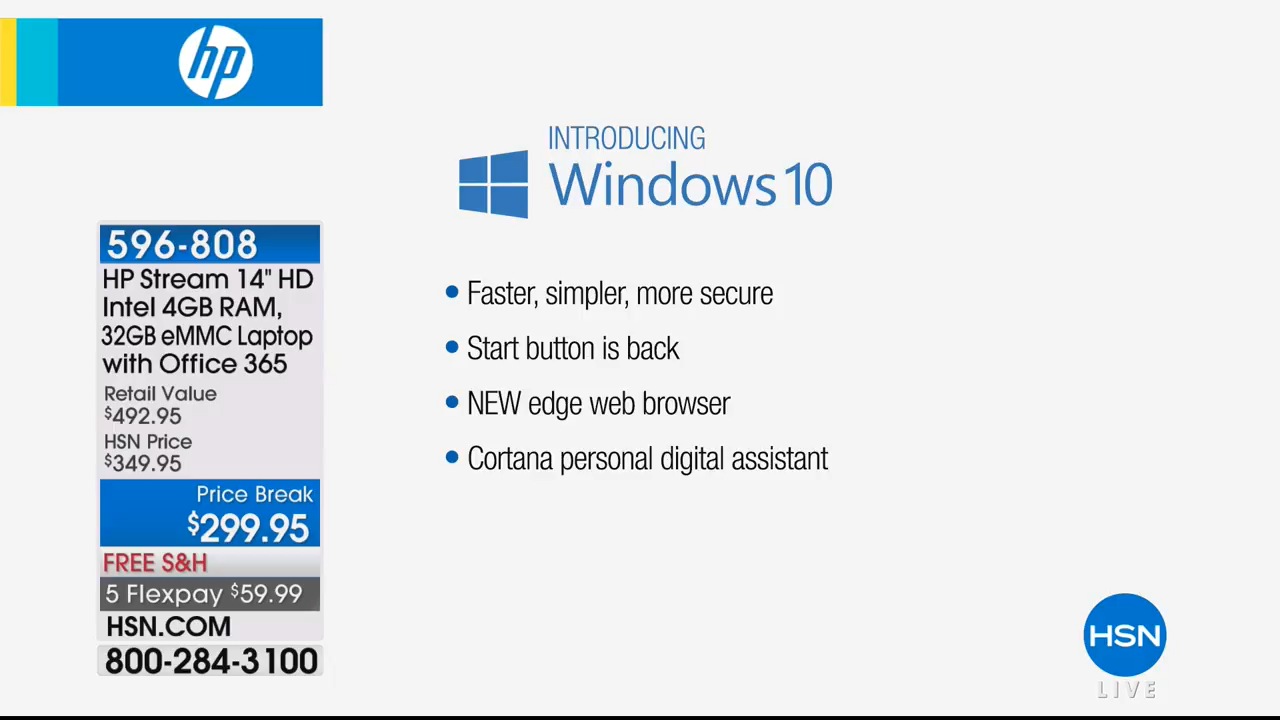 hp
INTRODUCING
Windows 10
596-808
HP Stream 14" HD
Intel 4GB RAM,
32GB eMMC Laptop
with Office 365
Retail Value
$492.95
HSN Price
$349.95
Price Break
$299.95
FREE S&H
5 Flexpay $59.99
HSN.COM
800-284-3100
• Faster, simpler, more secure
• Start button is back
• NEW edge web browser
• Cortana personal digital assistant
HSN
LIVE